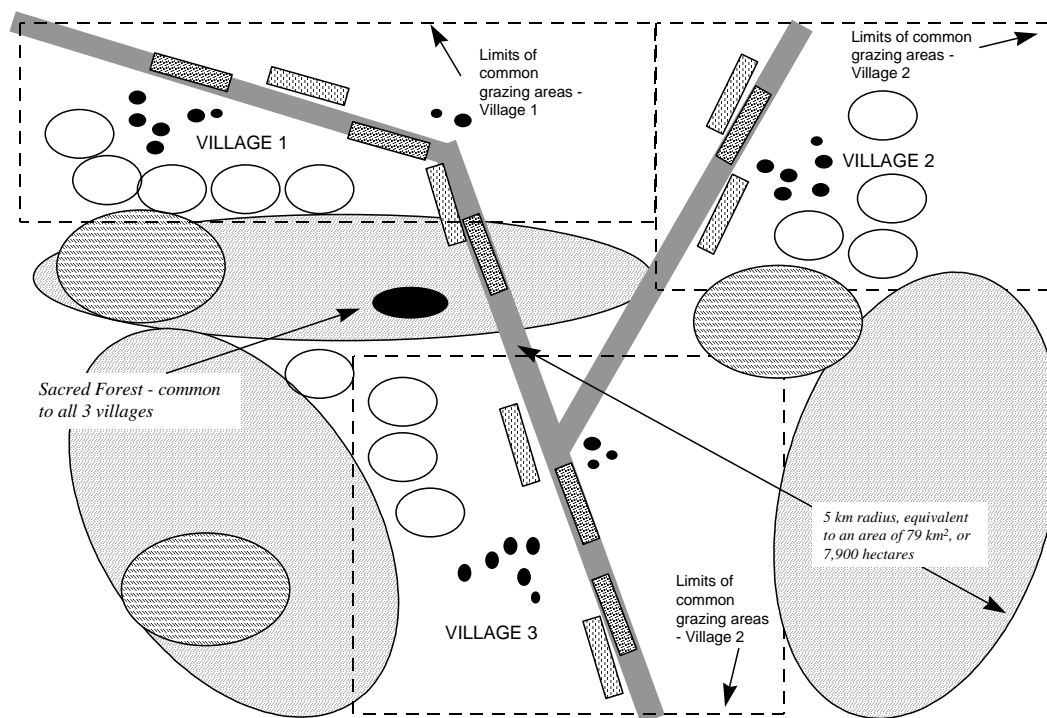 Limits of
common
grazing areas -
Village 1
Limits of common
grazing areas -
Village 2
VILLAGE 1
VILLAGE 2
Sacred Forest - common
to all 3 villages
5 km radius, equivalent
to an area of 79 km², or
7,900 hectares
Limits of
common
grazing areas
- Village 2
VILLAGE 3